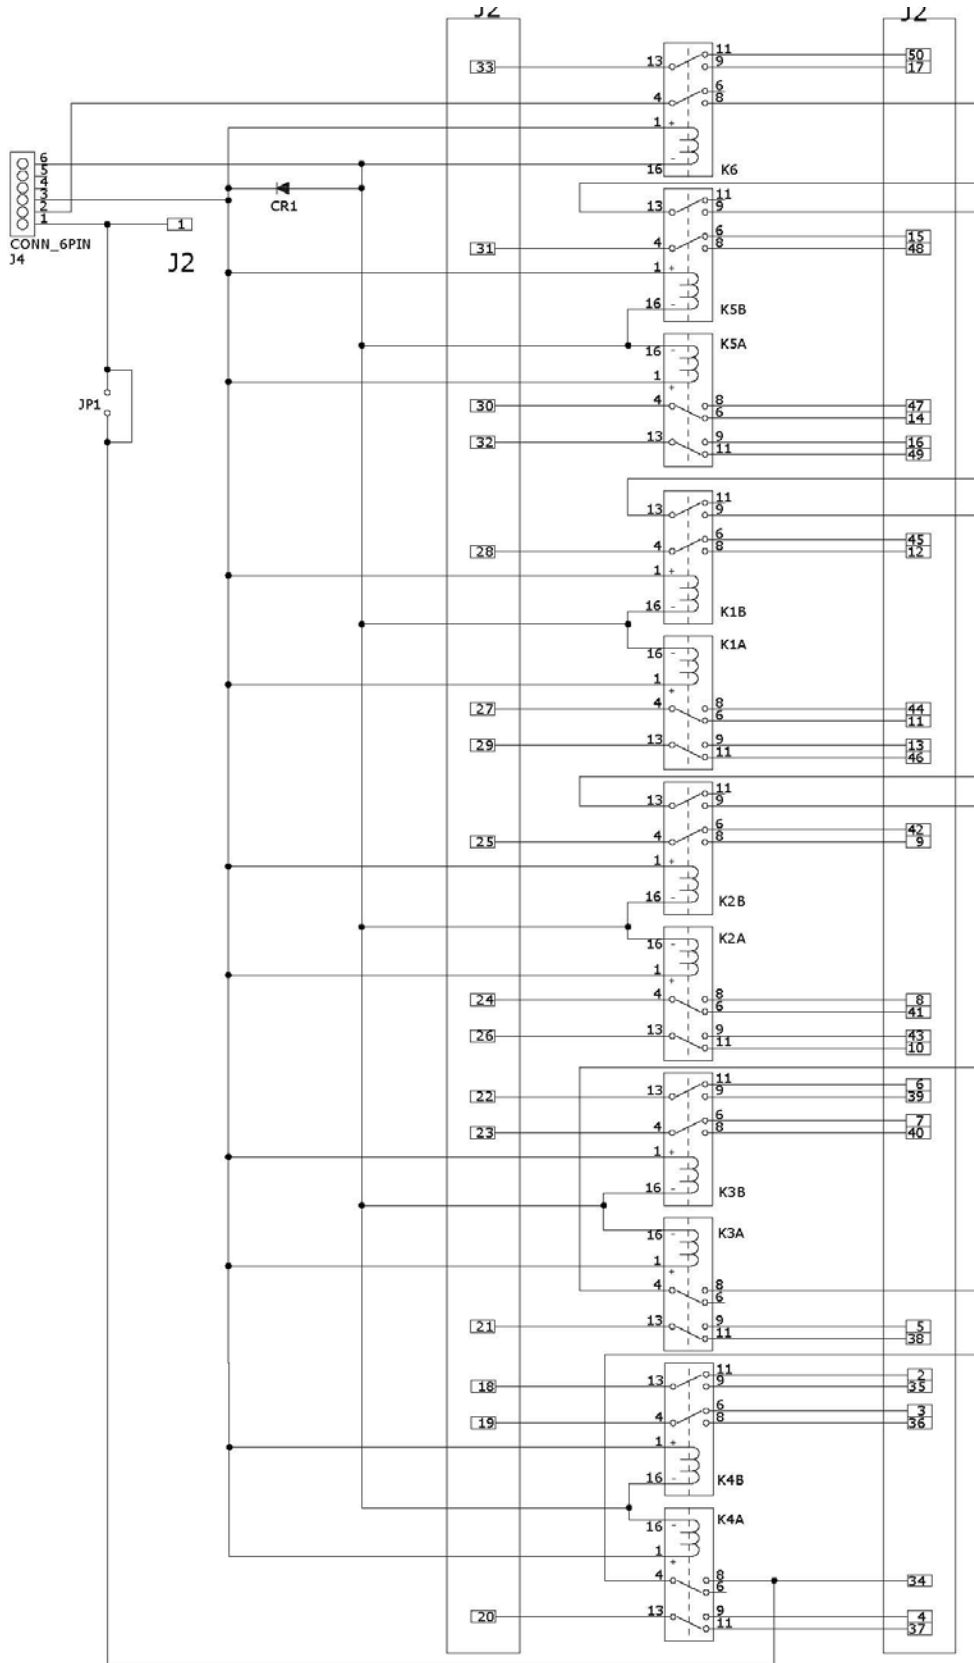 J2 J2
11
50
33 13 9 17
6
4 8
1 +
6 -
16 K6
5
4
3
CR1
2
11
13 9
1 1
CONN_6PIN
J4
J2
6 15
31 4 8 48
1 +
16 - K5B
K5A
16 -
1
+
JP1
30 4 8 47
6 14
32 13 9 16
11 49
11
13 9
6 45
28 4 8 12
1 +
16 - K1B
K1A
16 -
1
+
27 4 8 44
6 11
29 13 9 13
11 46
11
13 9
6 42
25 4 8 9
1 +
16 - K2B
K2A
16 -
1
+
24 4 8 8
6 41
26 13 9 43
11 10
11 6
22 13 9 39
6 7
23 4 8 40
1 +
16 - K3B
K3A
16 -
1
+
4 8
6
21 13 9 5
11 38
11 2
18 13 9 35
6 3
19 4 8 36
1 +
16 - K4B
K4A
16 -
1
+
4 8 34
6
20 13 9 4
11 37